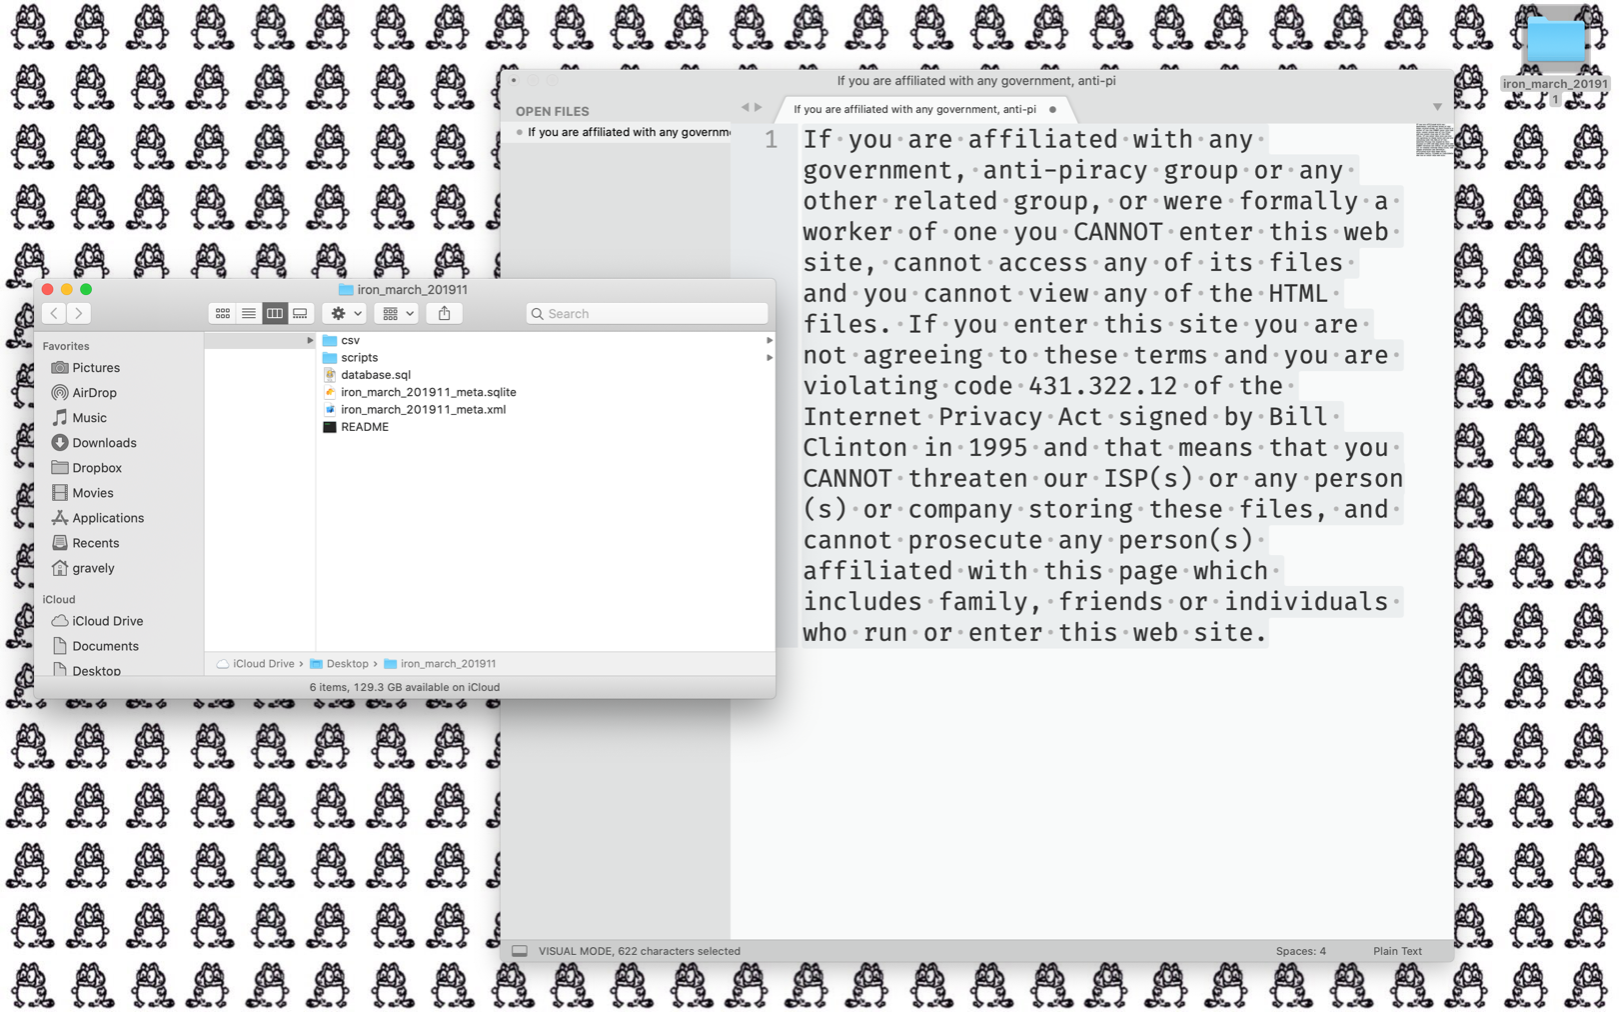 iron_march_20191
1
If you are affiliated with any government, anti-pi
OPEN FILES
If you are affiliated with any governme
If you are affiliated with any government, anti-pi
1
If you are affiliated with any
government, anti-piracy group or any
other related group, or were formally a
worker of one you CANNOT enter this web
site, cannot access any of its files
and you cannot view any of the HTML
files. If you enter this site you are
not agreeing to these terms and you are
violating code 431.322.12 of the
Internet Privacy Act signed by Bill
Clinton in 1995 and that means that you
CANNOT threaten our ISP(s) or any person
(s) or company storing these files, and
cannot prosecute any person(s)
affiliated with this page which
includes family, friends or individuals
who run or enter this web site.
VISUAL MODE, 622 characters selected
Spaces: 4
Plain Text
iron_march_201911
Search
Favorites
Pictures
AirDrop
Music
Downloads
Dropbox
Movies
Applications
Recents
gravely
iCloud
iCloud Drive
Documents
Desktop
csv
scripts
database.sql
iron_march_201911_meta.sqlite
iron_march_201911_meta.xml
README
iCloud Drive › Desktop › iron_march_201911
6 items, 129.3 GB available on iCloud